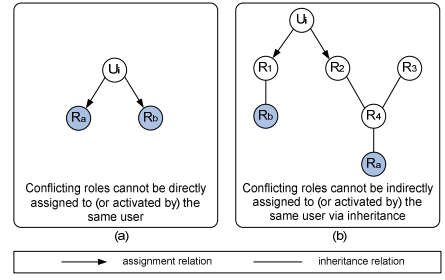 Ui
Ra
Rb
Conflicting roles cannot be directly
assigned to (or activated by) the
same user
(a)
Ui
R1
R2
R3
Rb
R4
Ra
Conflicting roles cannot be indirectly
assigned to (or activated by) the
same user via inheritance
(b)
assignment relation
inheritance relation